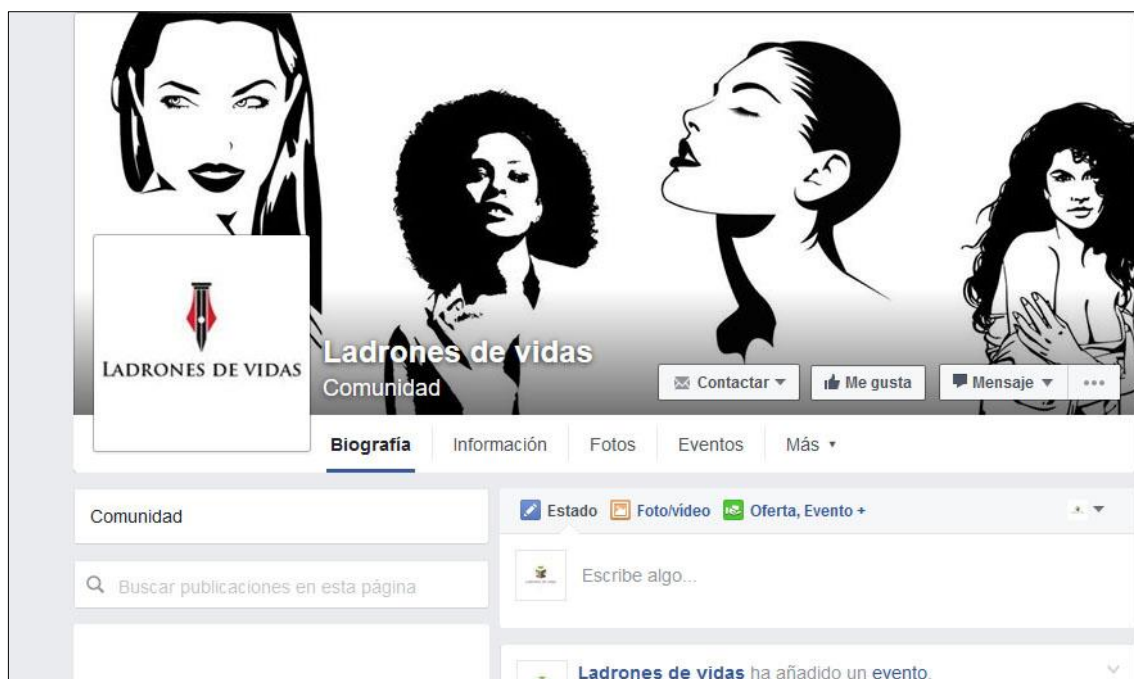 LADRONES DE VIDAS
Ladrones de vidas
Comunidad
Contactar
Me gusta
Mensaje
Biografía
Información
Fotos
Eventos
Más
Comunidad
Buscar publicaciones en esta página
Estado
Foto/vídeo
Oferta, Evento +
Escribe algo...
Ladrones de vidas ha añadido un evento.